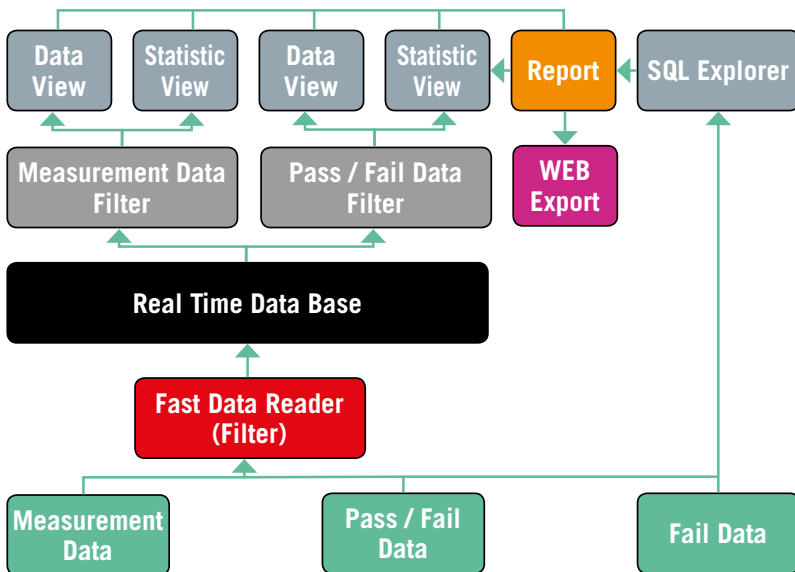 Data
View
Statistic
View
Data
View
Statistic
View
Report
SQL Explorer
Measurement Data
Filter
Pass / Fail Data
Filter
WEB
Export
Real Time Data Base
Fast Data Reader
(Filter)
Measurement
Data
Pass / Fail
Data
Fail Data